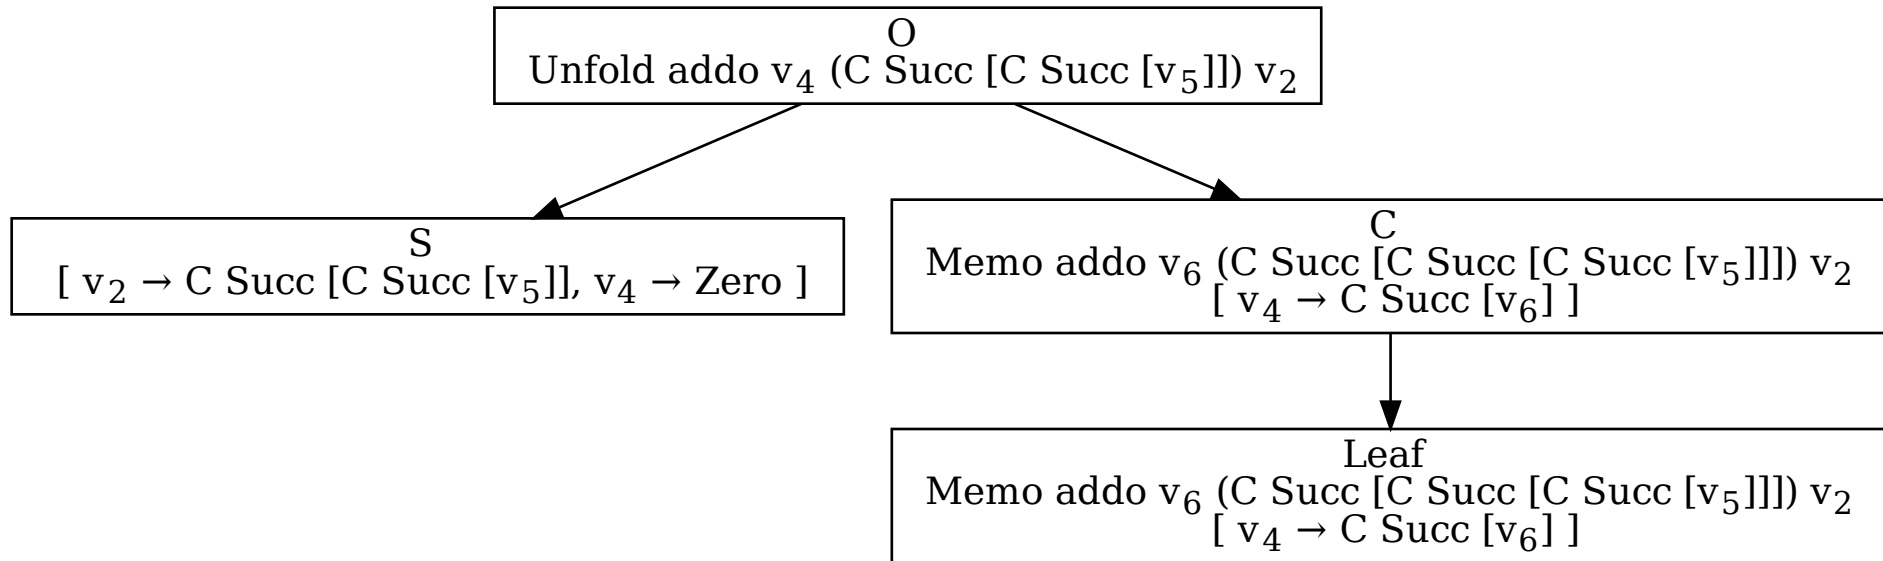 O
Unfold addo v₄ (C Succ [C Succ [v₅]]) v₂
S
[ v₂ → C Succ [C Succ [v₅]], v₄ → Zero ]
C
Memo addo v₆ (C Succ [C Succ [C Succ [v₅]]]) v₂
[ v₄ → C Succ [v₆] ]
Leaf
Memo addo v₆ (C Succ [C Succ [C Succ [v₅]]]) v₂
[ v₄ → C Succ [v₆] ]